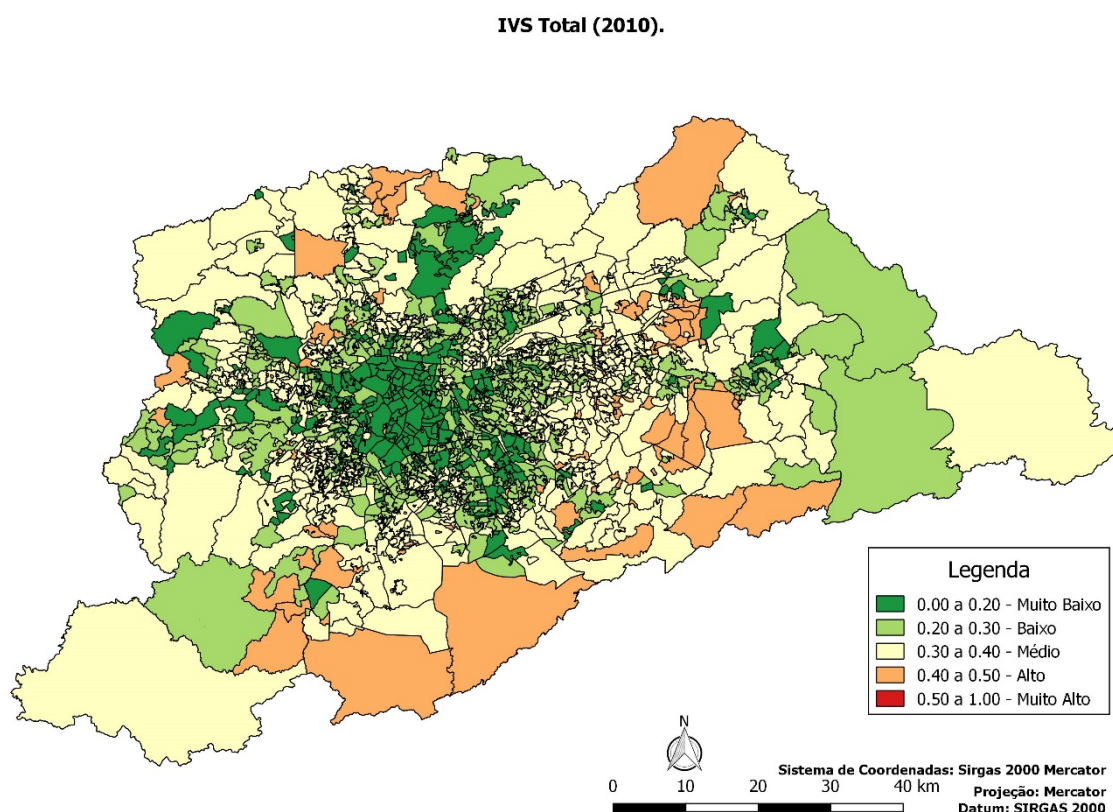 IVS Total (2010).
Legenda
0.00 a 0.20 - Muito Baixo
0.20 a 0.30 - Baixo
0.30 a 0.40 - Médio
0.40 a 0.50 - Alto
0.50 a 1.00 - Muito Alto
N
Sistema de Coordenadas: Sirgas 2000 Mercator
0 10 20 30 40 km
Projeção: Mercator
Datum: SIRGAS 2000